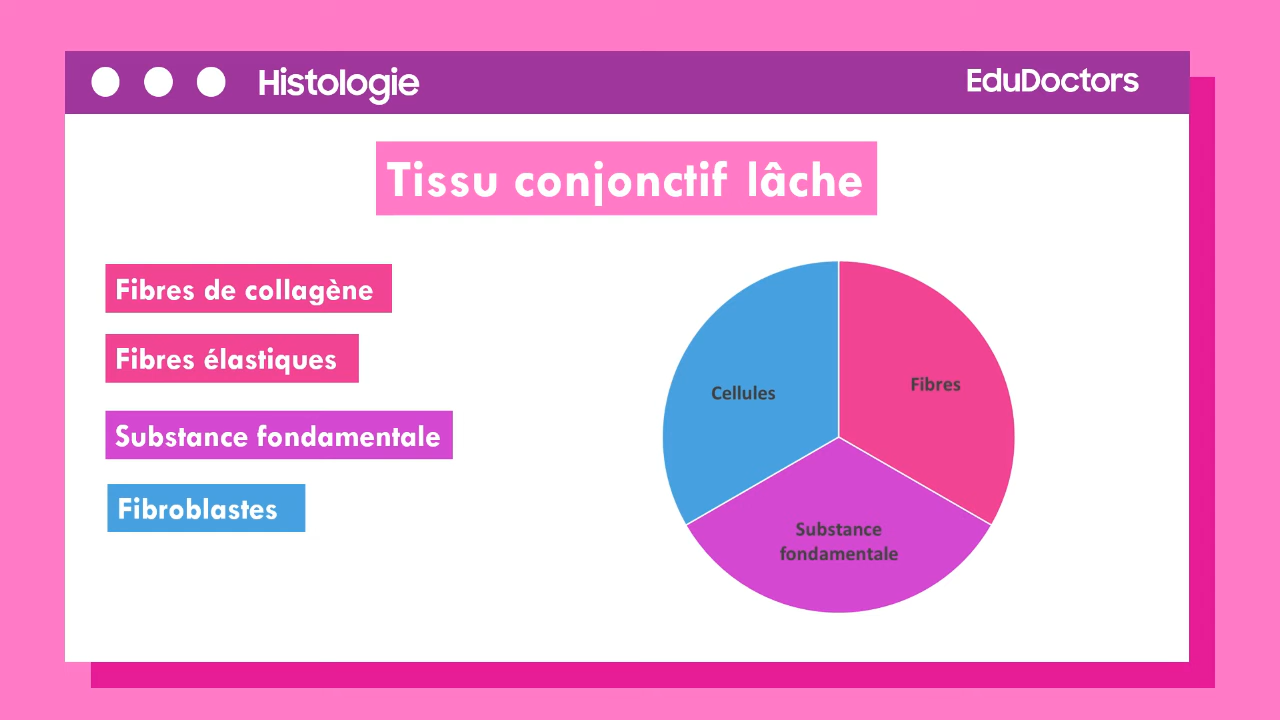 Histologie
EduDoctors
Tissu conjonctif lâche
Fibres de collagène
Fibres élastiques
Substance fondamentale
Fibroblastes
Cellules
Fibres
Substance
fondamentale